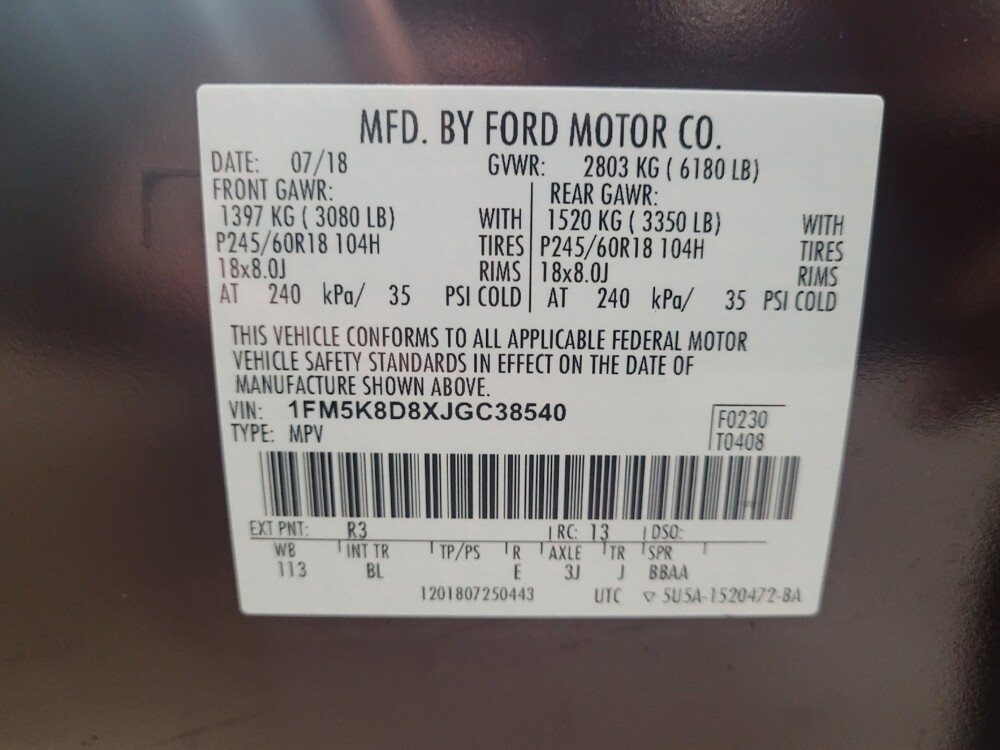 MFD. BY FORD MOTOR CO.
DATE: 07/18 GVWR: 2803 KG ( 6180 LB)
FRONT GAWR: REAR GAWR:
1397 KG ( 3080 LB) WITH 1520 KG ( 3350 LB) WITH
P245/60R18 104H TIRES P245/60R18 104H TIRES
18x8.0J RIMS 18x8.0J RIMS
AT 240 kPa/ 35 PSI COLD AT 240 kPa/ 35 PSI COLD
THIS VEHICLE CONFORMS TO ALL APPLICABLE FEDERAL MOTOR
VEHICLE SAFETY STANDARDS IN EFFECT ON THE DATE OF
MANUFACTURE SHOWN ABOVE.
VIN: 1FM5K8D8XJGC38540 F0230
TYPE: MPV T0408
EXT PNT: R3 RC: 13 DSO:
WB INT TR TP/PS R AXLE TR SPR
113 BL E 3J J BBAA
1201807250443 UTC ▽ 5U5A-1520472-BA